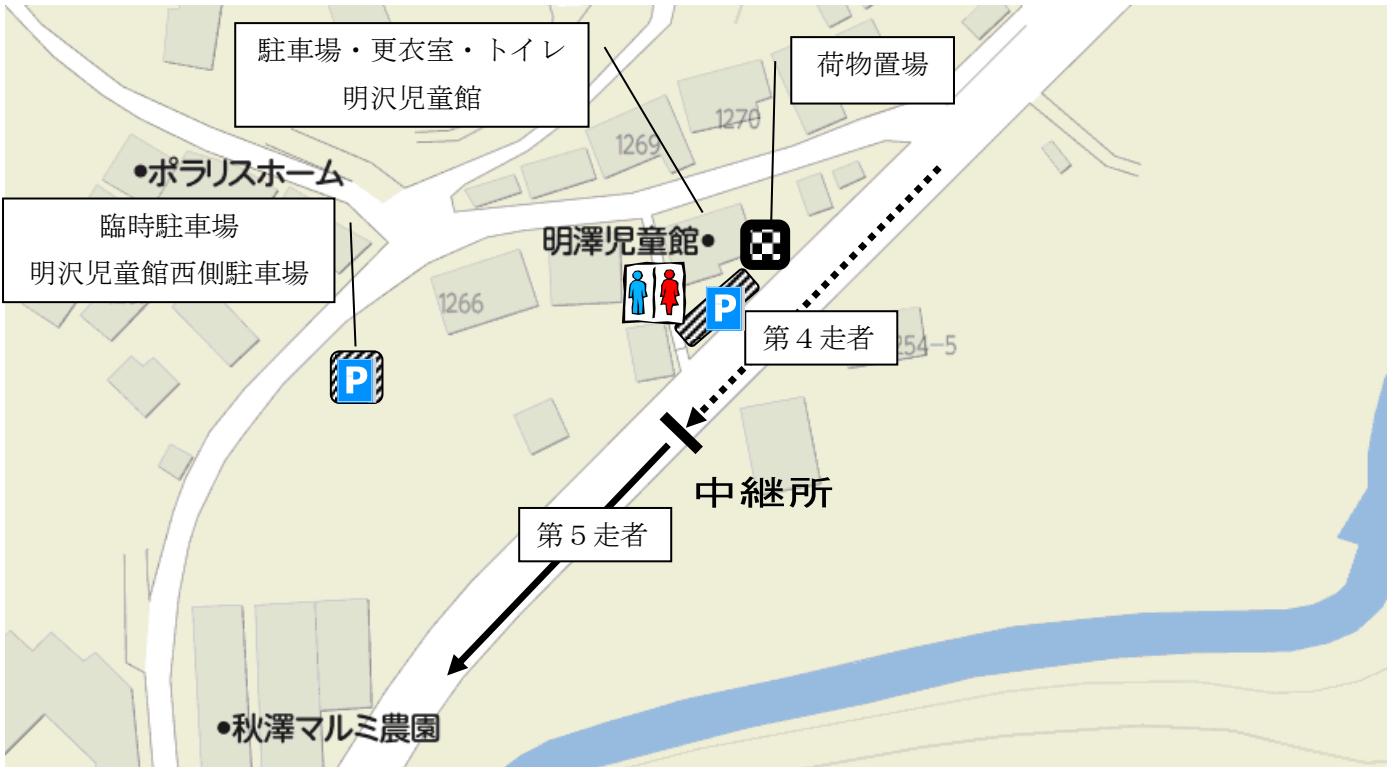 駐車場・更衣室・トイレ
明沢児童館
荷物置場
1270
1269
•ポラリスホーム
臨時駐車場
明沢児童館西側駐車場
明澤児童館•
1266
P
第４走者
254-5
P
中継所
第５走者
•秋澤マルミ農園